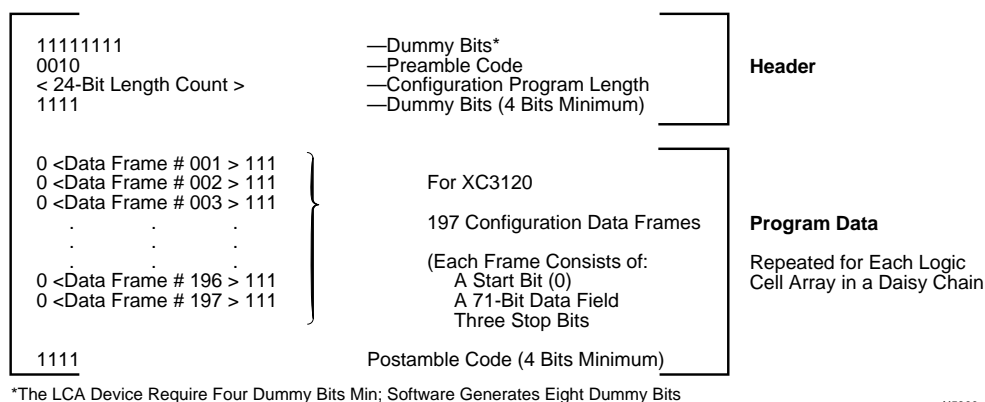 11111111 —Dummy Bits*
0010 —Preamble Code
< 24-Bit Length Count > —Configuration Program Length
1111 —Dummy Bits (4 Bits Minimum)
Header
0 <Data Frame # 001 > 111
0 <Data Frame # 002 > 111
0 <Data Frame # 003 > 111
. . .
. . .
. . .
0 <Data Frame # 196 > 111
0 <Data Frame # 197 > 111
For XC3120
197 Configuration Data Frames
(Each Frame Consists of:
A Start Bit (0)
A 71-Bit Data Field
Three Stop Bits
Program Data
Repeated for Each Logic
Cell Array in a Daisy Chain
1111 Postamble Code (4 Bits Minimum)
*The LCA Device Require Four Dummy Bits Min; Software Generates Eight Dummy Bits